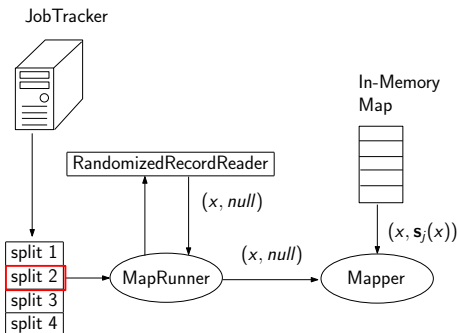 JobTracker
In-Memory
Map
RandomizedRecordReader
(x, null)
(x, s_j(x))
split 1
split 2
split 3
split 4
MapRunner
(x, null)
Mapper